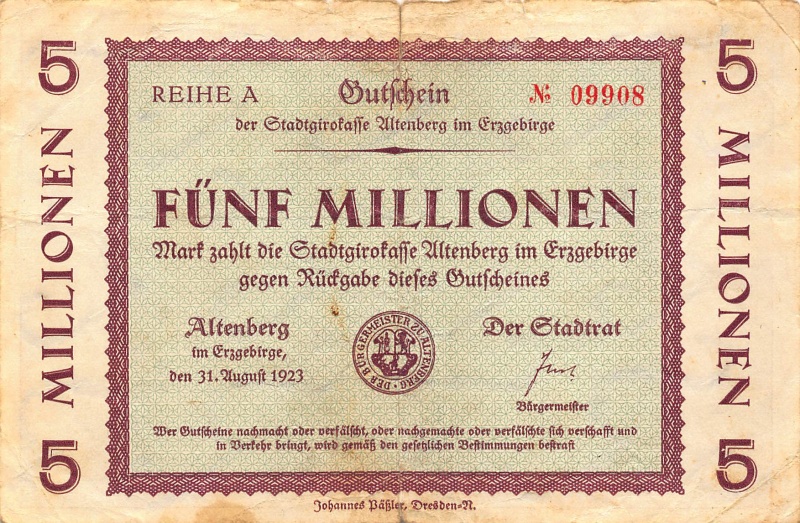 5 MILLIONEN 5
REIHE A
Gutschein
№ 09908
der Stadtgirokasse Altenberg im Erzgebirge
FÜNF MILLIONEN
Mark zahlt die Stadtgirokasse Altenberg im Erzgebirge
gegen Rückgabe dieses Gutscheines
Altenberg
im Erzgebirge,
den 31. August 1923
DER BÜRGERMEISTER ZU ALTENBERG
Der Stadtrat
Bürgermeister
Wer Gutscheine nachmacht oder verfälscht, oder nachgemachte oder verfälschte sich verschafft und
in Verkehr bringt, wird gemäß den gesetzlichen Bestimmungen bestraft
Johannes Päßler, Dresden-N.
5 MILLIONEN 5